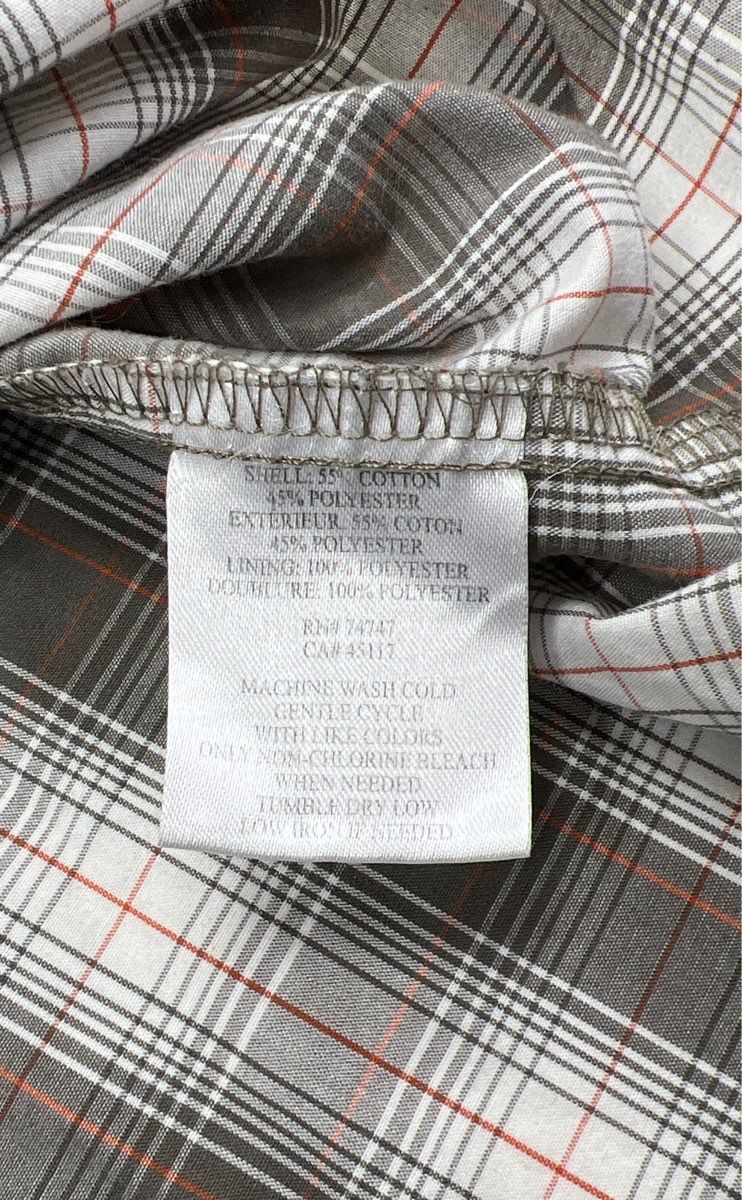 SHELL: 55% COTTON
45% POLYESTER
EXTERIEUR: 55% COTON
45% POLYESTER
LINING: 100% POLYESTER
DOUBLURE: 100% POLYESTER
RN# 74747
CA# 45117
MACHINE WASH COLD
GENTLE CYCLE
WITH LIKE COLORS
ONLY NON-CHLORINE BLEACH
WHEN NEEDED
TUMBLE DRY LOW
LOW IRON IF NEEDED